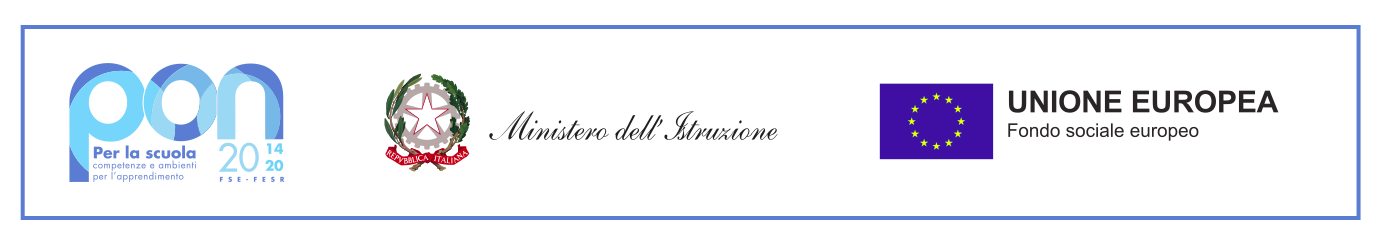 pon
Per la scuola
competenze e ambienti
per l'apprendimento
20 14
20
FSE-FESR
REPVBBLICA ITALIANA
Ministero dell'Istruzione
UNIONE EUROPEA
Fondo sociale europeo